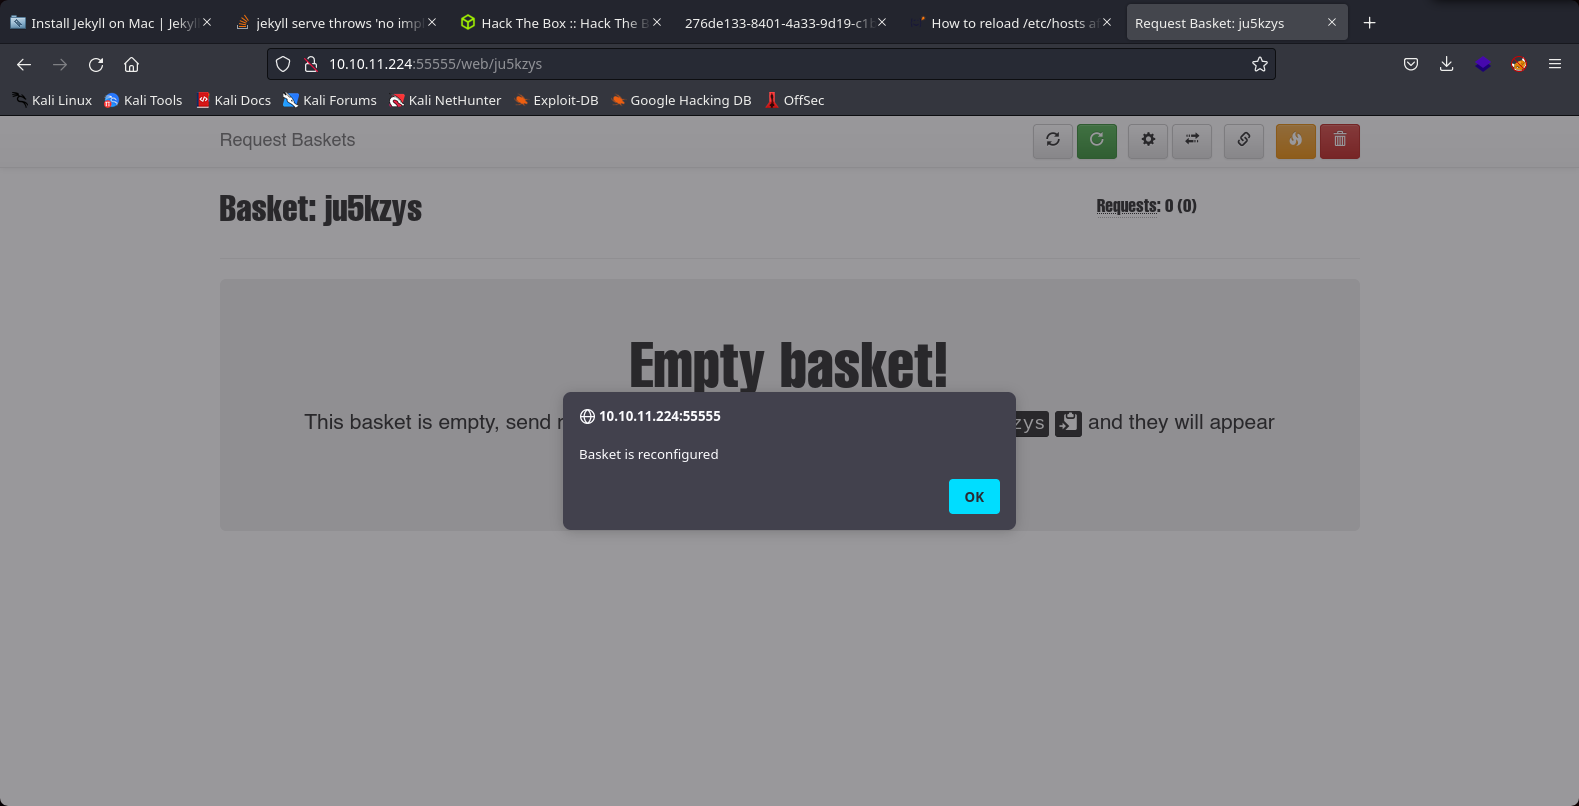 Install Jekyll on Mac | Jekyl
jekyll serve throws 'no imp
Hack The Box :: Hack The B
276de133-8401-4a33-9d19-c1b
How to reload /etc/hosts a
Request Basket: ju5kzys
10.10.11.224:55555/web/ju5kzys
Kali Linux
Kali Tools
Kali Docs
Kali Forums
Kali NetHunter
Exploit-DB
Google Hacking DB
OffSec
Request Baskets
Basket: ju5kzys
Requests: 0 (0)
Empty basket!
This basket is empty, send
zys and they will appear
10.10.11.224:55555
Basket is reconfigured
OK